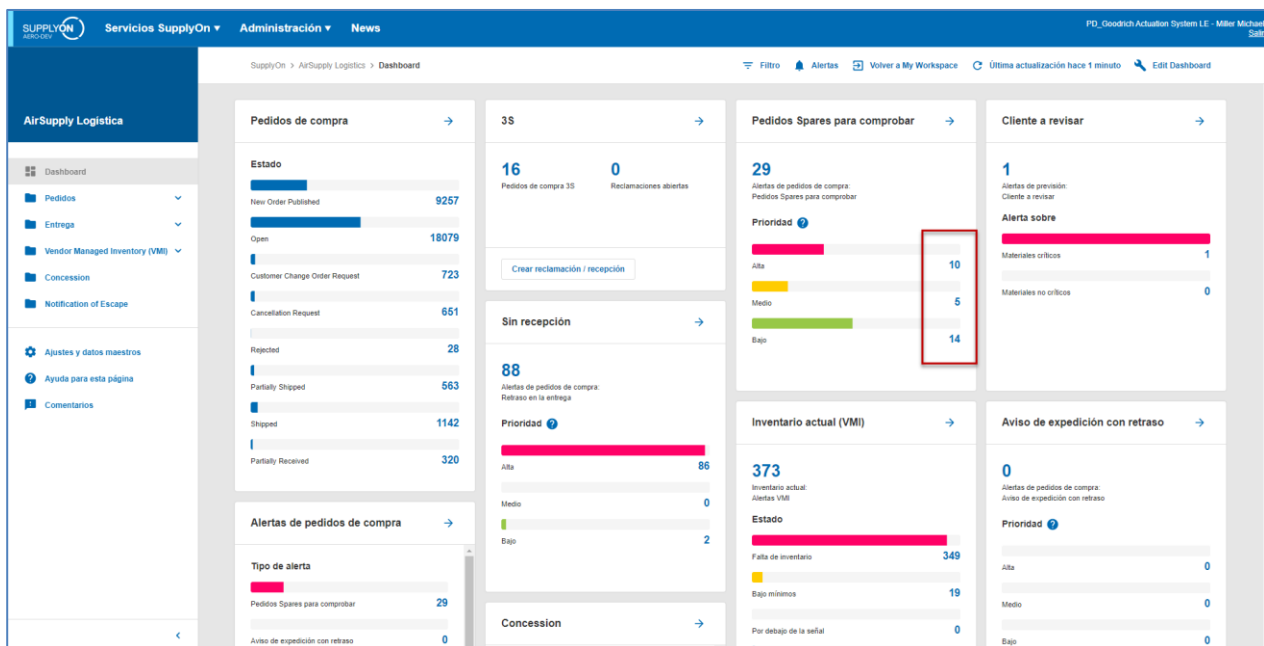 SUPPLYON
AERO-DEV
Servicios SupplyOn ▾
Administración ▾
News
PD_Goodrich Actuation System LE - Miller Michael
Salir
SupplyOn > AirSupply Logistics > Dashboard
Filtro
Alertas
Volver a My Workspace
Última actualización hace 1 minuto
Edit Dashboard
AirSupply Logística
Dashboard
Pedidos
Entrega
Vendor Managed Inventory (VMI)
Concession
Notification of Escape
Ajustes y datos maestros
Ayuda para esta página
Comentarios
Pedidos de compra
Estado
New Order Published 9257
Open 18079
Customer Change Order Request 723
Cancellation Request 651
Rejected 28
Partially Shipped 563
Shipped 1142
Partially Received 320
Alertas de pedidos de compra
Tipo de alerta
Pedidos Spares para comprobar 29
Aviso de expedición con retraso 0
3S
16 0
Pedidos de compra 3S Reclamaciones abiertas
Crear reclamación / recepción
Sin recepción
88
Alertas de pedidos de compra:
Retraso en la entrega
Prioridad ?
Alta 86
Medio 0
Bajo 2
Concession
Pedidos Spares para comprobar
29
Alertas de pedidos de compra:
Pedidos Spares para comprobar
Prioridad ?
Alta 10
Medio 5
Bajo 14
Inventario actual (VMI)
373
Inventario actual:
Alertas VMI
Estado
Falta de inventario 349
Bajo mínimos 19
Por debajo de la señal 0
Cliente a revisar
1
Alertas de previsión:
Cliente a revisar
Alerta sobre
Materiales críticos 1
Materiales no críticos 0
Aviso de expedición con retraso
0
Alertas de pedidos de compra:
Aviso de expedición con retraso
Prioridad ?
Alta 0
Medio 0
Bajo 0